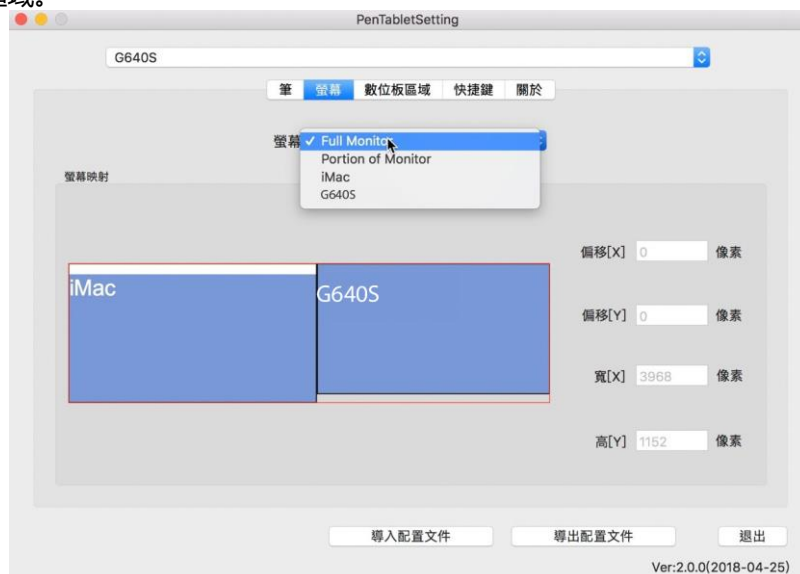 PenTabletSetting
G640S
筆 螢幕 數位板區域 快捷鍵 關於
螢幕 ✓ Full Monitor
Portion of Monitor
iMac
G640S
螢幕映射
iMac
G640S
偏移[X] 0 像素
偏移[Y] 0 像素
寬[X] 3968 像素
高[Y] 1152 像素
導入配置文件 導出配置文件 退出
Ver:2.0.0(2018-04-25)